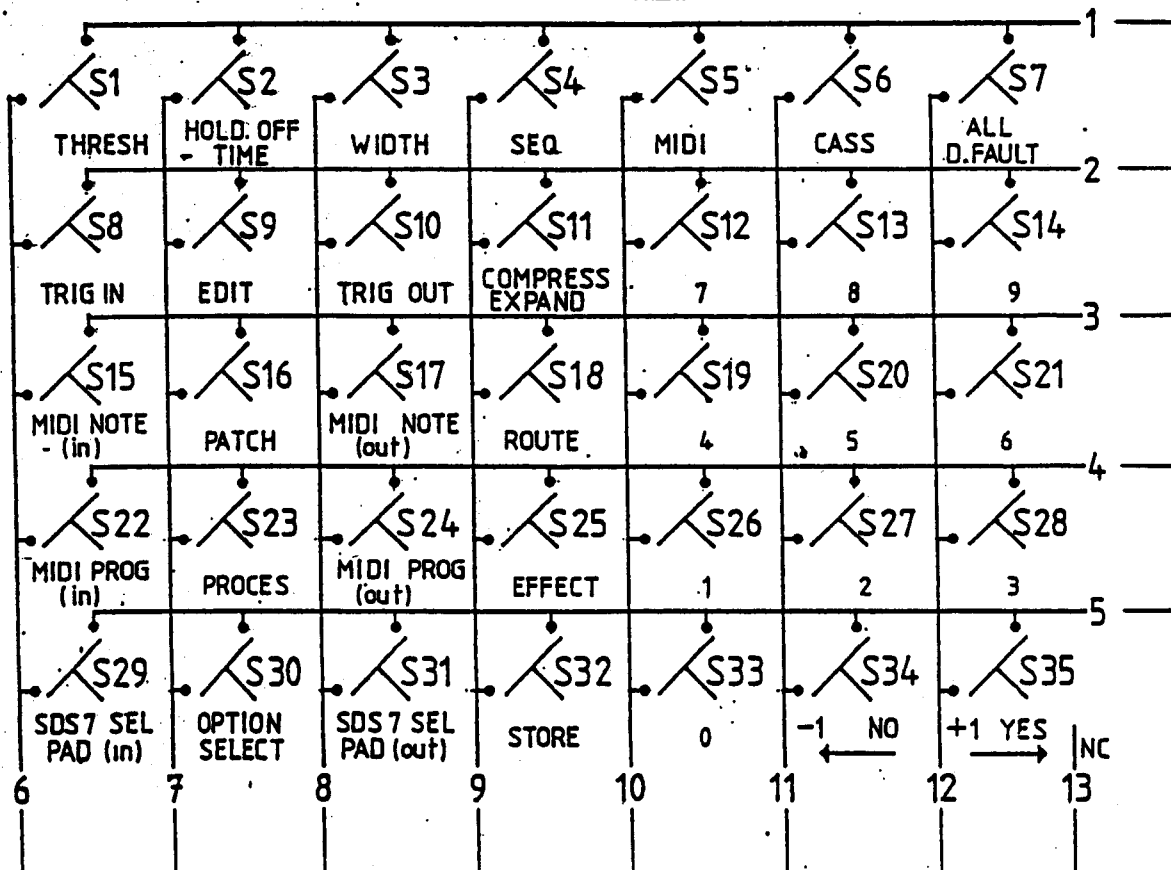 1
S1 S2 S3 S4 S5 S6 S7
THRESH HOLD. OFF - TIME WIDTH SEQ MIDI CASS ALL D.FAULT
2
S8 S9 S10 S11 S12 S13 S14
TRIG IN EDIT TRIG OUT COMPRESS EXPAND 7 8 9
3
S15 S16 S17 S18 S19 S20 S21
MIDI NOTE - (in) PATCH MIDI NOTE (out) ROUTE 4 5 6
4
S22 S23 S24 S25 S26 S27 S28
MIDI PROG (in) PROCES MIDI PROG (out) EFFECT 1 2 3
5
S29 S30 S31 S32 S33 S34 S35
SDS7 SEL PAD (in) OPTION SELECT SDS7 SEL PAD (out) STORE 0 -1 NO +1 YES NC
6 7 8 9 10 11 12 13